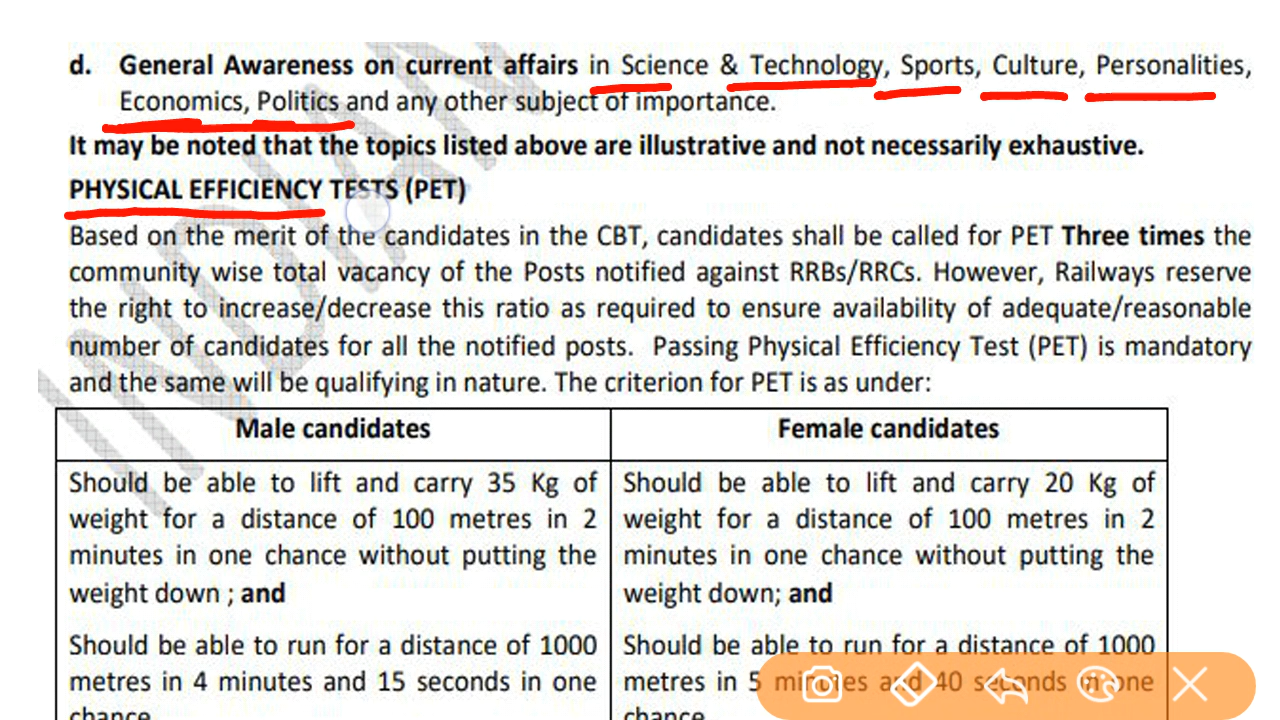 d. General Awareness on current affairs in Science & Technology, Sports, Culture, Personalities,
Economics, Politics and any other subject of importance.
It may be noted that the topics listed above are illustrative and not necessarily exhaustive.
PHYSICAL EFFICIENCY TESTS (PET)
Based on the merit of the candidates in the CBT, candidates shall be called for PET Three times the
community wise total vacancy of the Posts notified against RRBs/RRCs. However, Railways reserve
the right to increase/decrease this ratio as required to ensure availability of adequate/reasonable
number of candidates for all the notified posts. Passing Physical Efficiency Test (PET) is mandatory
and the same will be qualifying in nature. The criterion for PET is as under:
Male candidates
Should be able to lift and carry 35 Kg of
weight for a distance of 100 metres in 2
minutes in one chance without putting the
weight down ; and
Should be able to run for a distance of 1000
metres in 4 minutes and 15 seconds in one
chance
Female candidates
Should be able to lift and carry 20 Kg of
weight for a distance of 100 metres in 2
minutes in one chance without putting the
weight down; and
Should be able to run for a distance of 1000
metres in 5 minutes and 40 seconds in one
chance